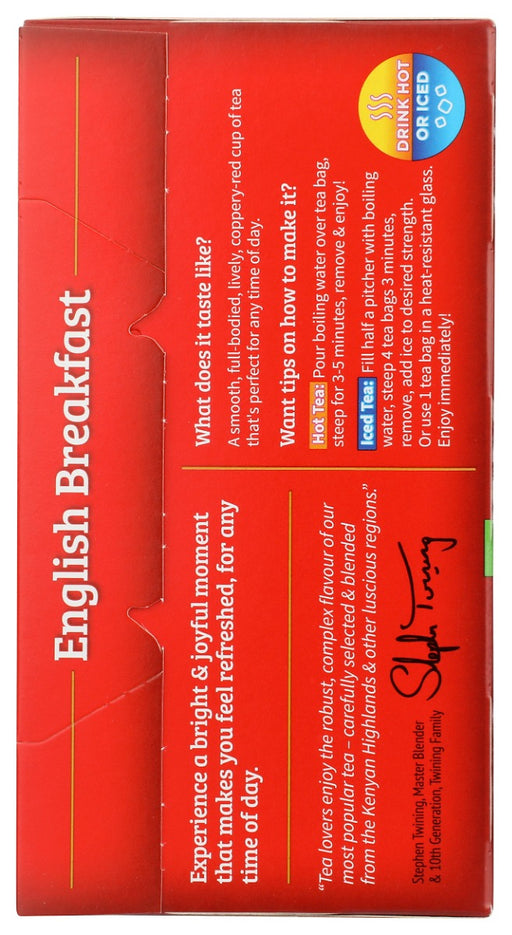 English Breakfast
Experience a bright & joyful moment
that makes you feel refreshed, for any
time of day.
“Tea lovers enjoy the robust, complex flavour of our
most popular tea – carefully selected & blended
from the Kenyan Highlands & other luscious regions.”
Stephen Twining
Stephen Twining, Master Blender
& 10th Generation, Twining Family
What does it taste like?
A smooth, full-bodied, lively, coppery-red cup of tea
that's perfect for any time of day.
Want tips on how to make it?
Hot Tea: Pour boiling water over tea bag,
steep for 3-5 minutes, remove & enjoy!
Iced Tea: Fill half a pitcher with boiling
water, steep 4 tea bags 3 minutes,
remove, add ice to desired strength.
Or use 1 tea bag in a heat-resistant glass.
Enjoy immediately!
DRINK HOT
OR ICED